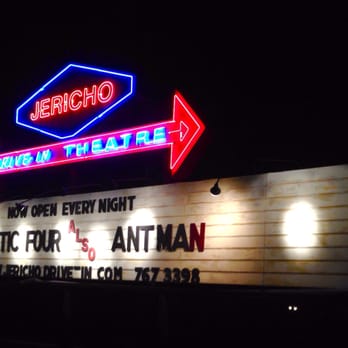 JERICHO
DRIVE IN THEATRE
NOW OPEN EVERY NIGHT
TIC FOUR ALSO ANTMAN
JERICHODRIVE-IN COM 767 3398